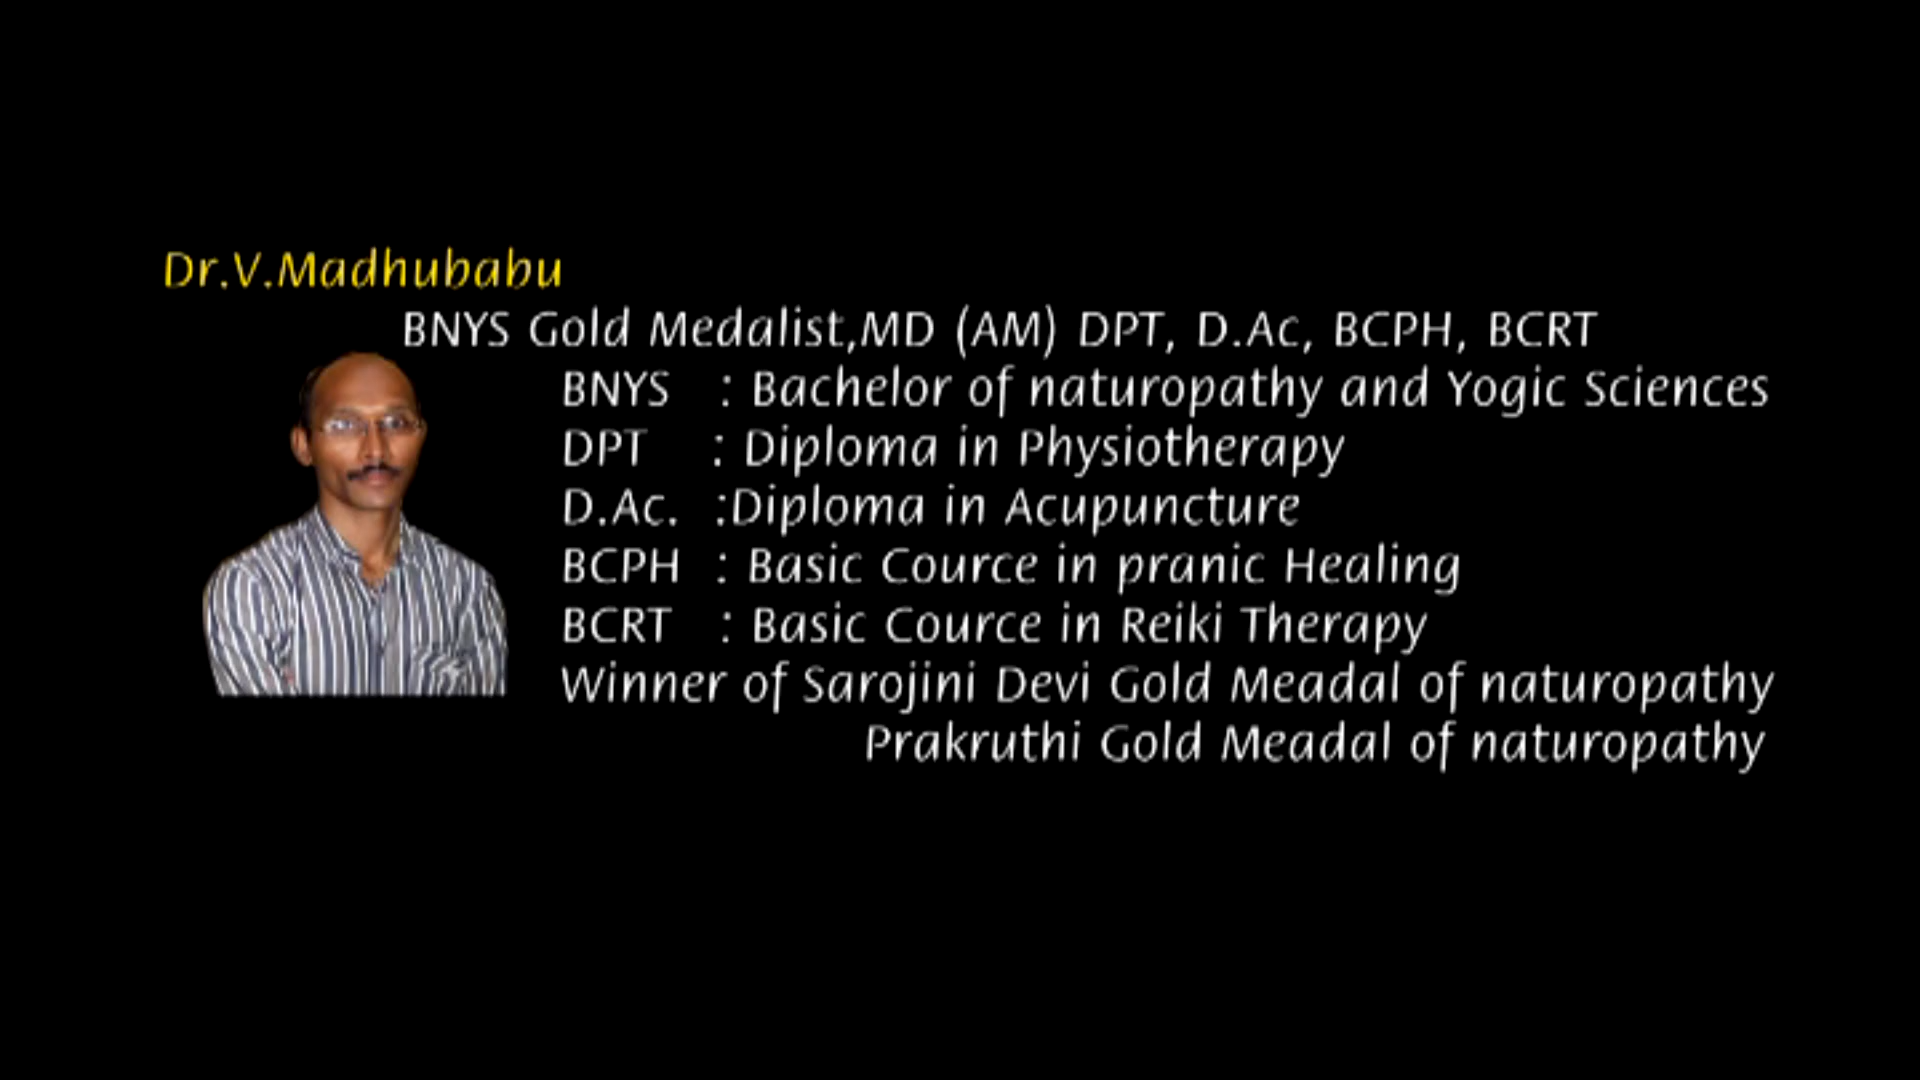 Dr.V.Madhubabu
BNYS Gold Medalist,MD (AM) DPT, D.Ac, BCPH, BCRT
BNYS : Bachelor of naturopathy and Yogic Sciences
DPT : Diploma in Physiotherapy
D.Ac. :Diploma in Acupuncture
BCPH : Basic Cource in pranic Healing
BCRT : Basic Cource in Reiki Therapy
Winner of Sarojini Devi Gold Meadal of naturopathy
Prakruthi Gold Meadal of naturopathy